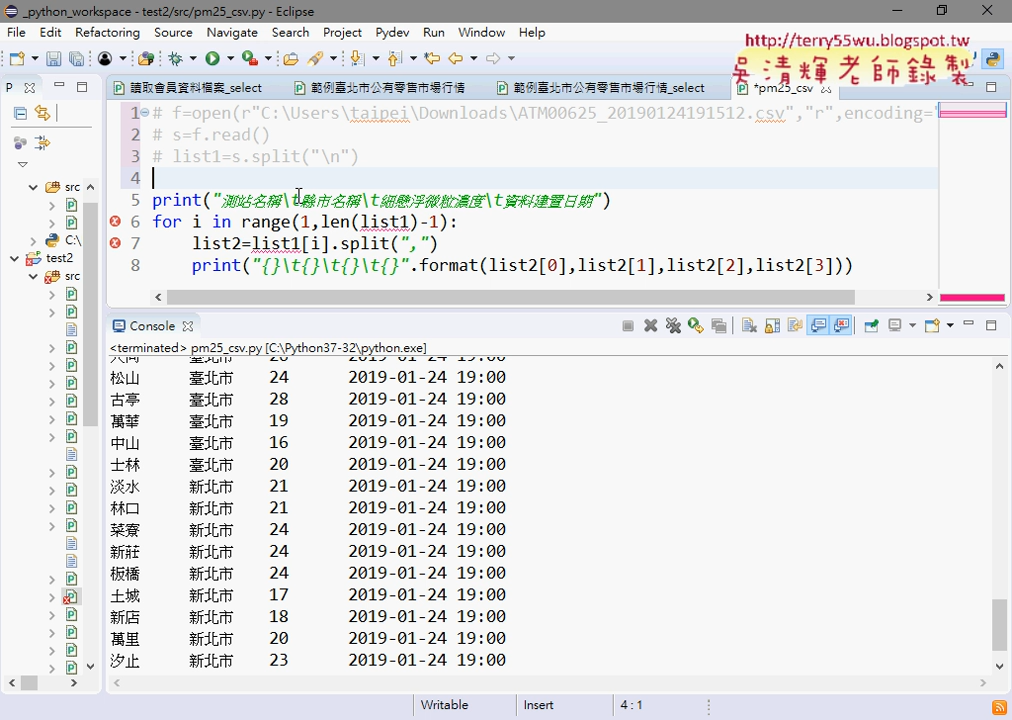 _python_workspace - test2/src/pm25_csv.py - Eclipse
File Edit Refactoring Source Navigate Search Project Pydev Run Window Help
http://terry55wu.blogspot.tw
吳清輝老師錄製
P
讀取會員資料檔案_select
範例臺北市公有零售市場行情
範例臺北市公有零售市場行情_select
*pm25_csv
1 # f=open(r"C:\Users\taipei\Downloads\ATM00625_20190124191512.csv","r",encoding="
2 # s=f.read()
3 # list1=s.split("\n")
4
5 print("測站名稱\t縣市名稱\t細懸浮微粒濃度\t資料建置日期")
6 for i in range(1,len(list1)-1):
7 list2=list1[i].split(",")
8 print("{}\t{}\t{}\t{}".format(list2[0],list2[1],list2[2],list2[3]))
src
C:\
test2
src
Console
<terminated> pm25_csv.py [C:\Python37-32\python.exe]
松山 臺北市 24 2019-01-24 19:00
古亭 臺北市 28 2019-01-24 19:00
萬華 臺北市 19 2019-01-24 19:00
中山 臺北市 16 2019-01-24 19:00
士林 臺北市 20 2019-01-24 19:00
淡水 新北市 21 2019-01-24 19:00
林口 新北市 21 2019-01-24 19:00
菜寮 新北市 24 2019-01-24 19:00
新莊 新北市 24 2019-01-24 19:00
板橋 新北市 24 2019-01-24 19:00
土城 新北市 17 2019-01-24 19:00
新店 新北市 18 2019-01-24 19:00
萬里 新北市 20 2019-01-24 19:00
汐止 新北市 23 2019-01-24 19:00
Writable Insert 4 : 1